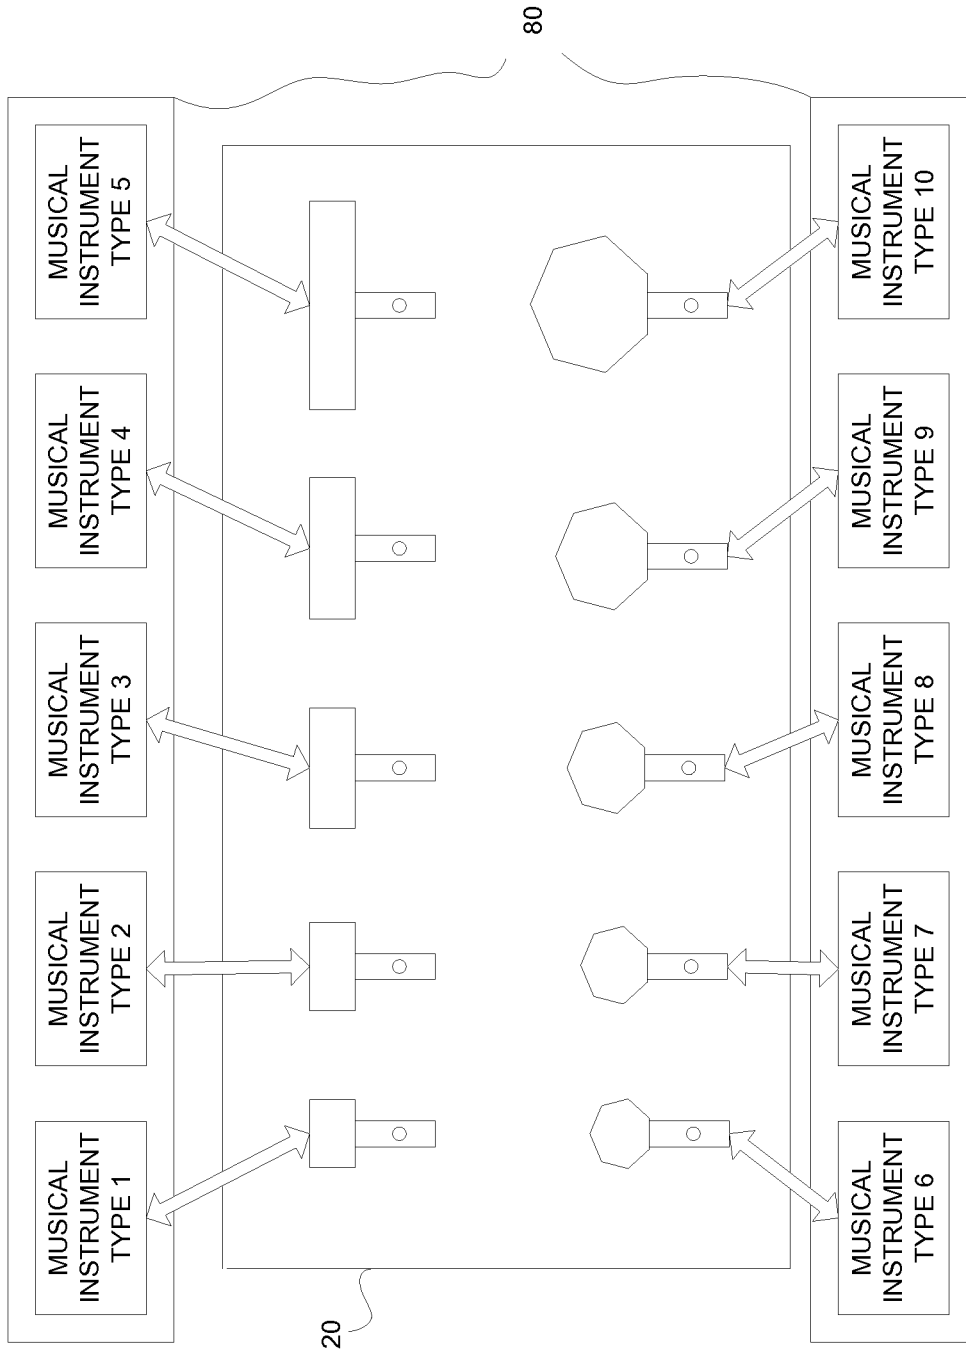 80
MUSICAL
INSTRUMENT
TYPE 1
MUSICAL
INSTRUMENT
TYPE 2
MUSICAL
INSTRUMENT
TYPE 3
MUSICAL
INSTRUMENT
TYPE 4
MUSICAL
INSTRUMENT
TYPE 5
20
MUSICAL
INSTRUMENT
TYPE 6
MUSICAL
INSTRUMENT
TYPE 7
MUSICAL
INSTRUMENT
TYPE 8
MUSICAL
INSTRUMENT
TYPE 9
MUSICAL
INSTRUMENT
TYPE 10